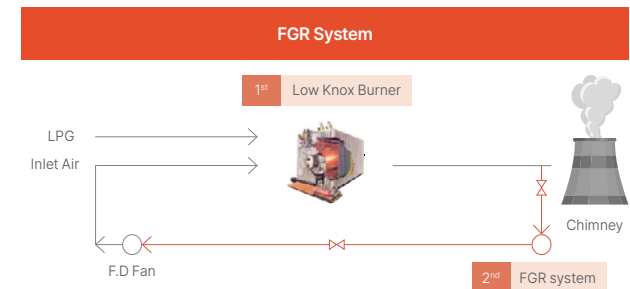 FGR System
1st Low Knox Burner
LPG
Inlet Air
Chimney
F.D Fan
2nd FGR system